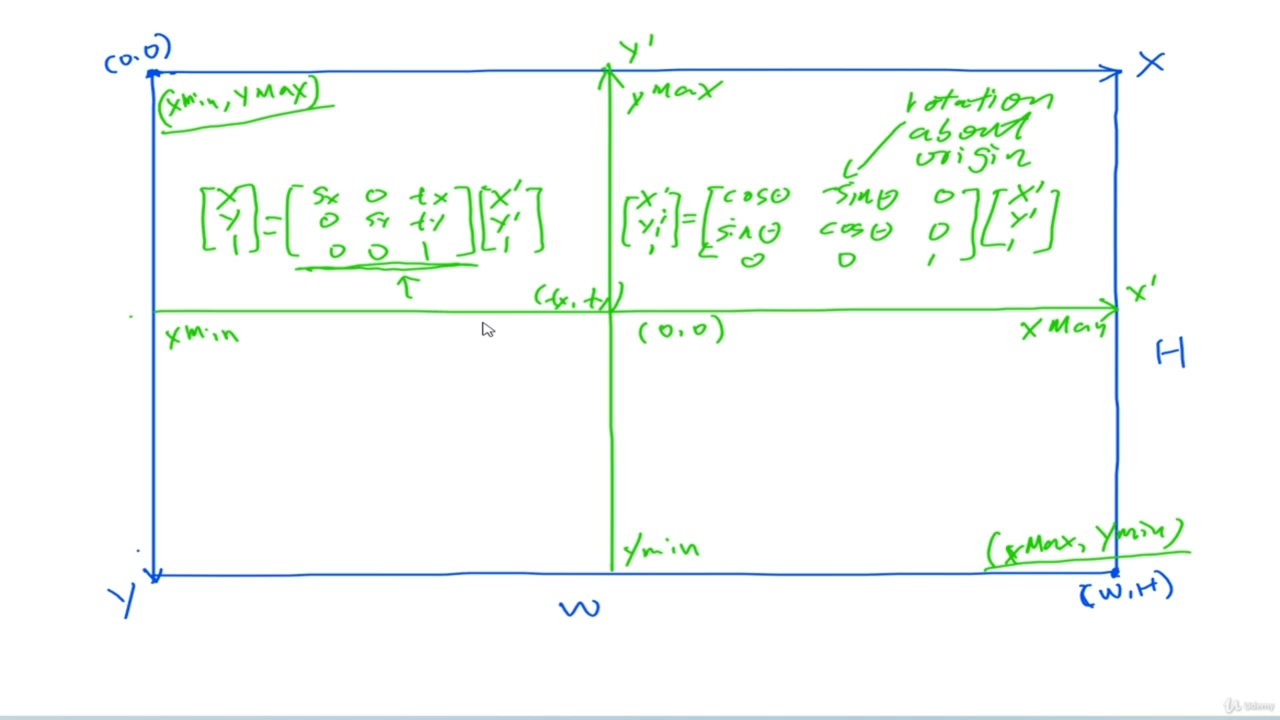 (0,0)
Y'
X
(xMin, yMax)
yMax
rotation
about
origin
[X Y 1] = [sx 0 tx
0 sy ty
0 0 1] [X' Y' 1]
[X' Y' 1] = [cosθ -sinθ 0
sinθ cosθ 0
0 0 1] [X' Y' 1]
(tx, ty)
X'
xMin
(0,0)
xMax
H
ymin
(xMax, Ymin)
Y
W
(W,H)
Udemy